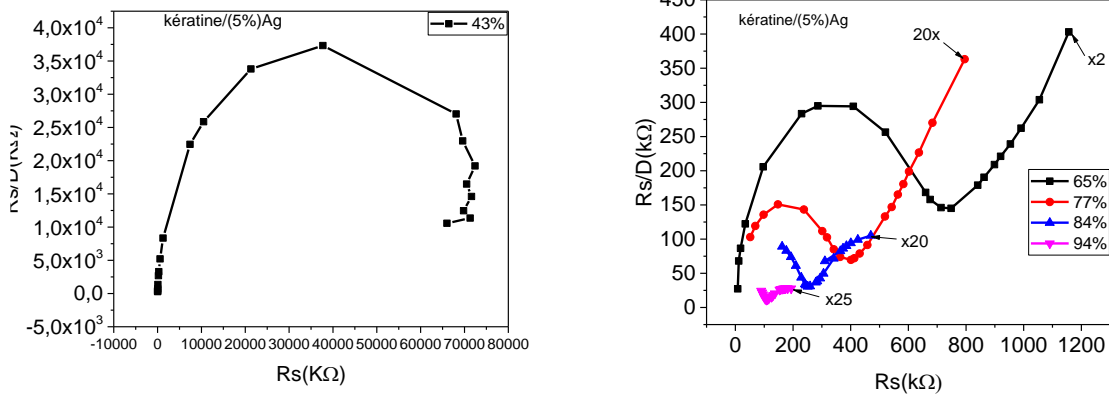 kératine/(5%)Ag
43%
4,0x10⁴
3,5x10⁴
3,0x10⁴
2,5x10⁴
2,0x10⁴
1,5x10⁴
1,0x10⁴
5,0x10³
0,0
-5,0x10³
Rs/D(KΩ)
-10000 0 10000 20000 30000 40000 50000 60000 70000 80000
Rs(KΩ)
kératine/(5%)Ag
450
400
350
300
250
200
150
100
50
0
Rs/D(kΩ)
20x
x2
x20
x25
65%
77%
84%
94%
0 200 400 600 800 1000 1200
Rs(kΩ)